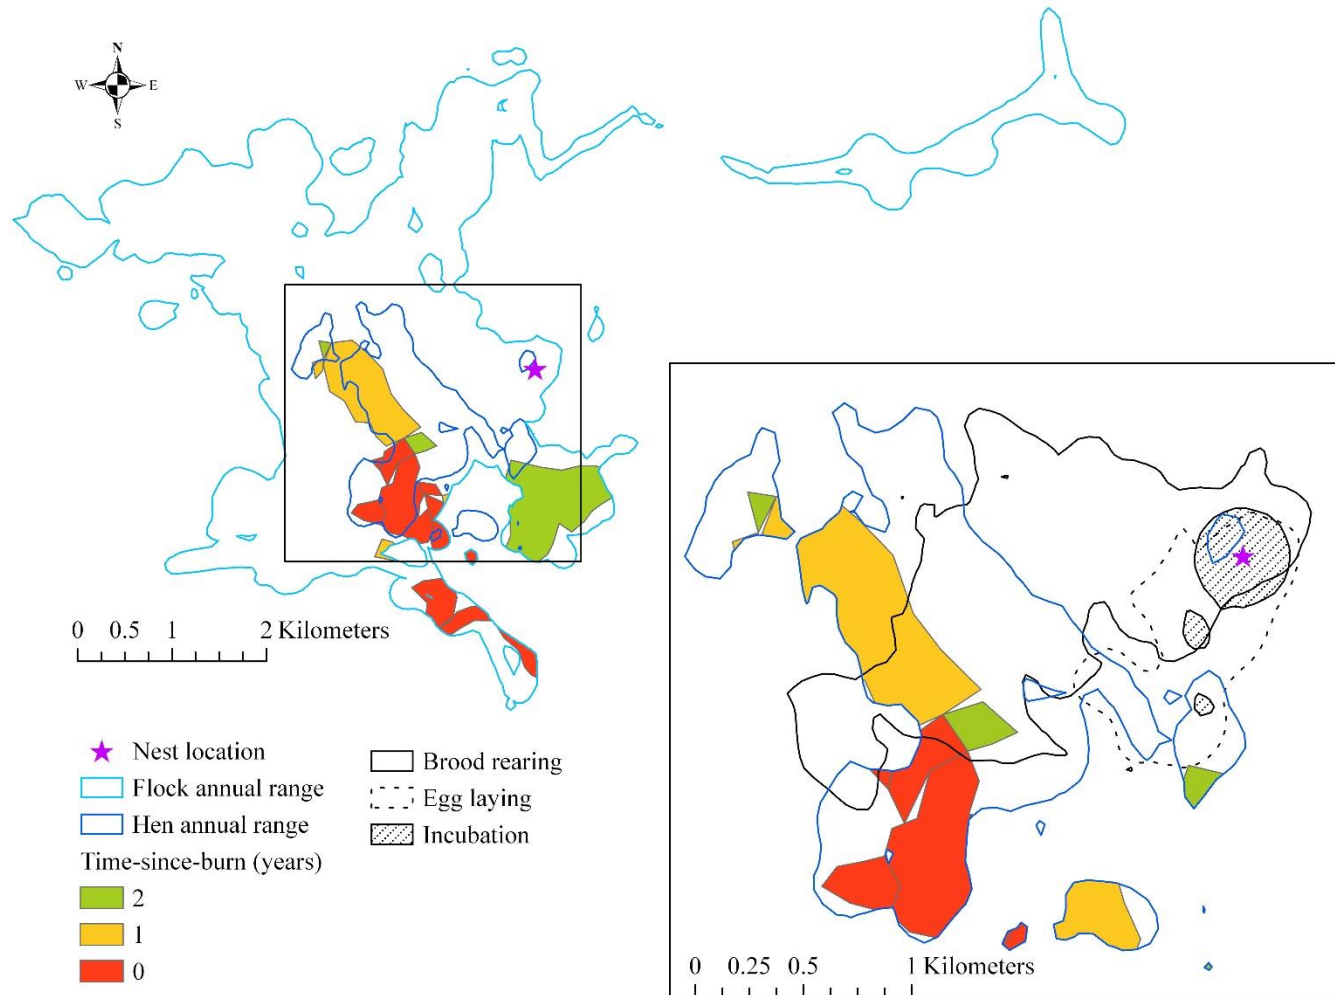 N
W E
S
0 0.5 1 2 Kilometers
Nest location
Flock annual range
Hen annual range
Time-since-burn (years)
2
1
0
Brood rearing
Egg laying
Incubation
0 0.25 0.5 1 Kilometers